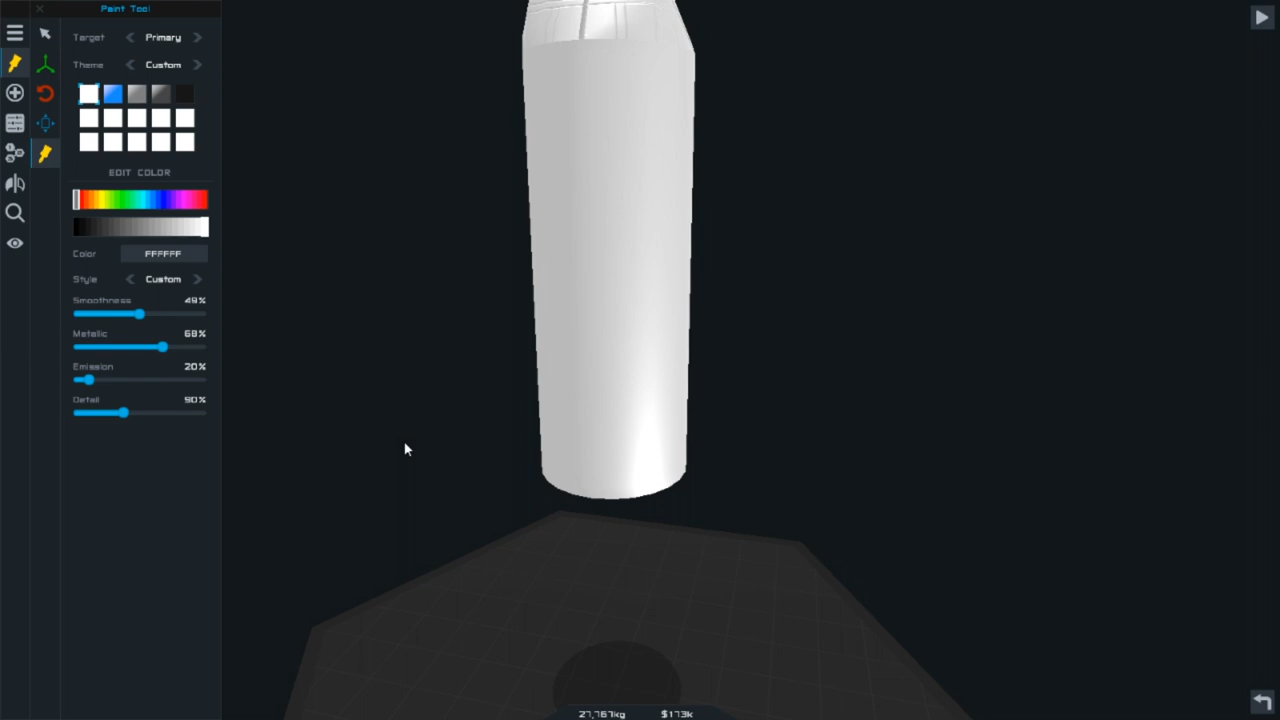 Paint Tool
Target Primary
Theme Custom
EDIT COLOR
Color FFFFFF
Style Custom
Smoothness 49%
Metallic 68%
Emission 20%
Detail 90%
27,767kg $173k